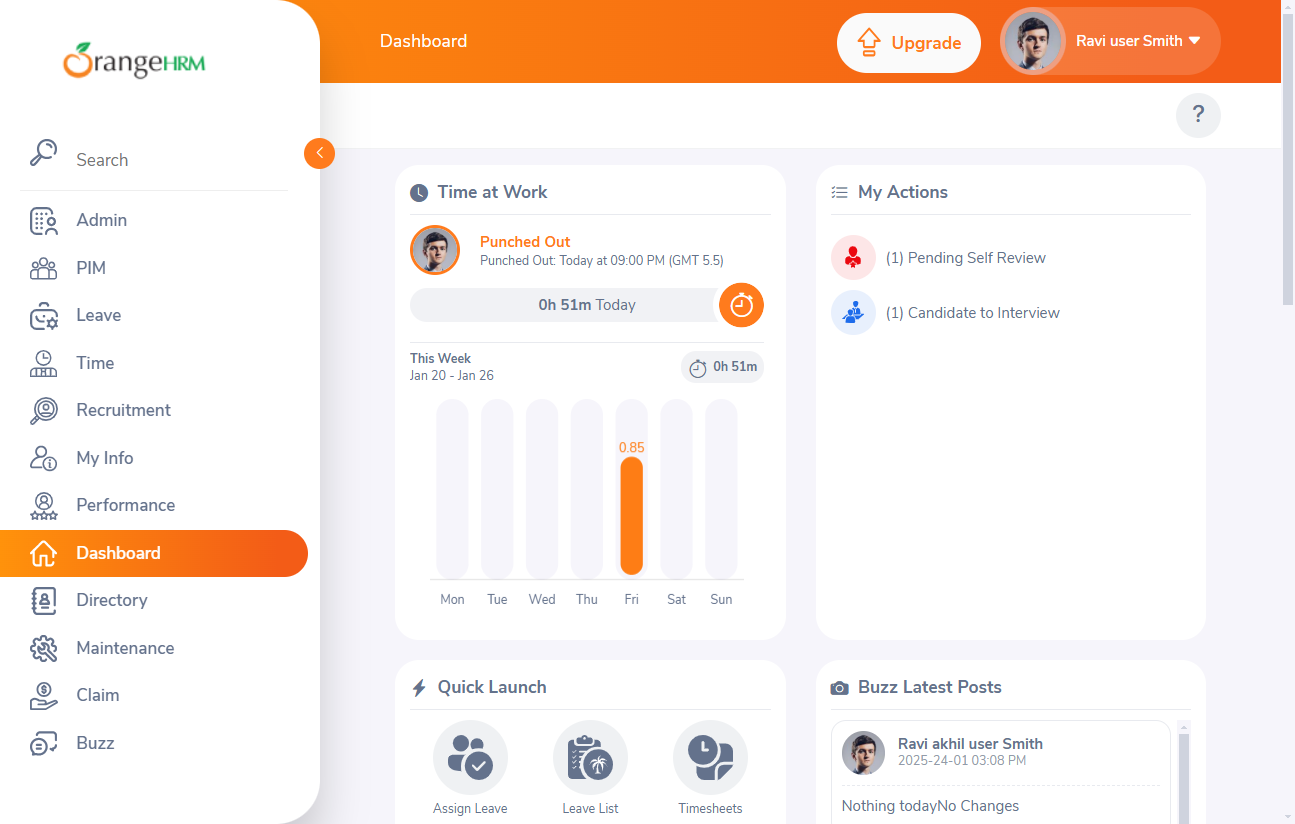 OrangeHRM
Search
Admin
PIM
Leave
Time
Recruitment
My Info
Performance
Dashboard
Directory
Maintenance
Claim
Buzz
Dashboard
Upgrade
Ravi user Smith
?
Time at Work
Punched Out
Punched Out: Today at 09:00 PM (GMT 5.5)
0h 51m Today
This Week
Jan 20 - Jan 26
0h 51m
0.85
Mon Tue Wed Thu Fri Sat Sun
My Actions
(1) Pending Self Review
(1) Candidate to Interview
Quick Launch
Assign Leave
Leave List
Timesheets
Buzz Latest Posts
Ravi akhil user Smith
2025-24-01 03:08 PM
Nothing todayNo Changes